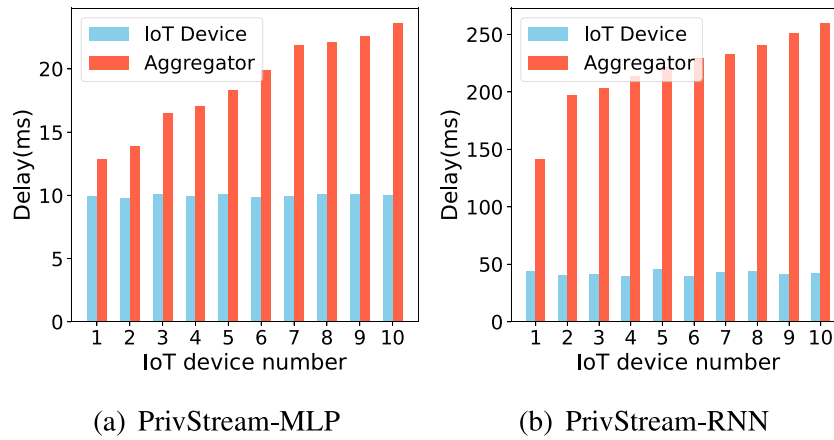 IoT Device
Aggregator
Delay(ms)
20
15
10
5
0
1 2 3 4 5 6 7 8 9 10
IoT device number
(a) PrivStream-MLP
IoT Device
Aggregator
Delay(ms)
250
200
150
100
50
0
1 2 3 4 5 6 7 8 9 10
IoT device number
(b) PrivStream-RNN